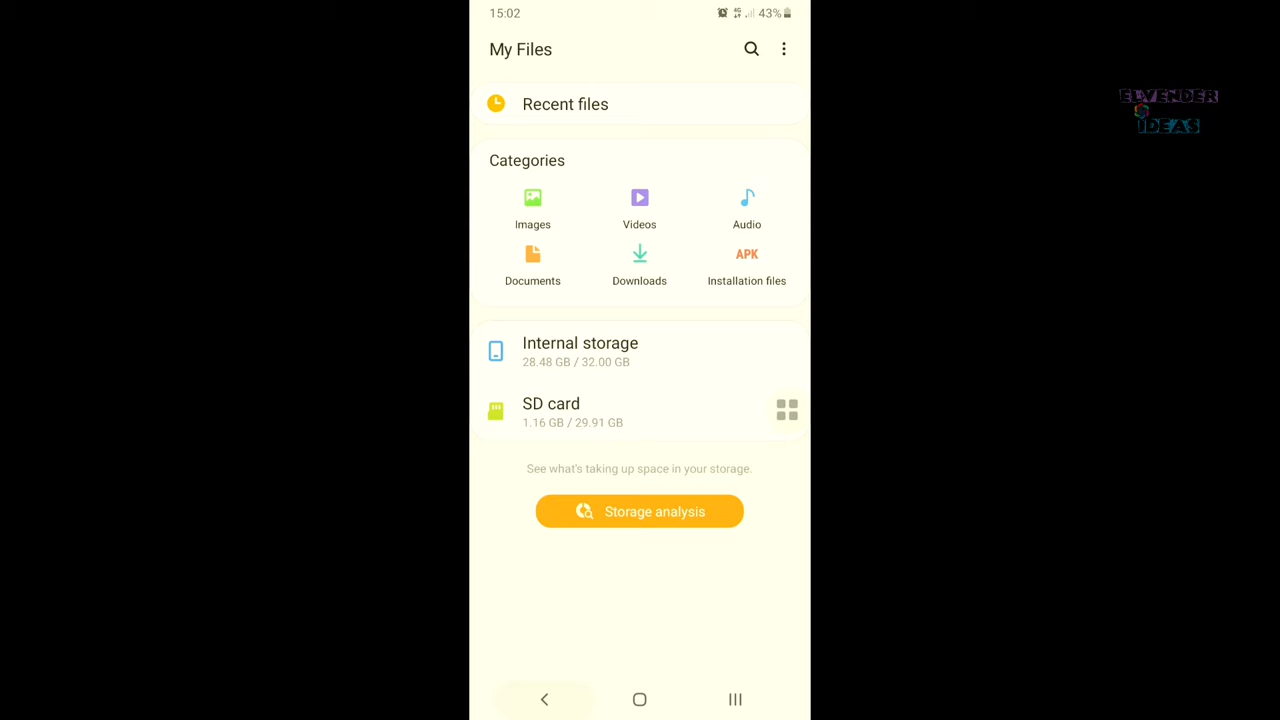 15:02
4G
43%
My Files
ELVENDER
IDEAS
Recent files
Categories
Images
Videos
Audio
APK
Documents
Downloads
Installation files
Internal storage
28.48 GB / 32.00 GB
SD card
1.16 GB / 29.91 GB
See what's taking up space in your storage.
Storage analysis